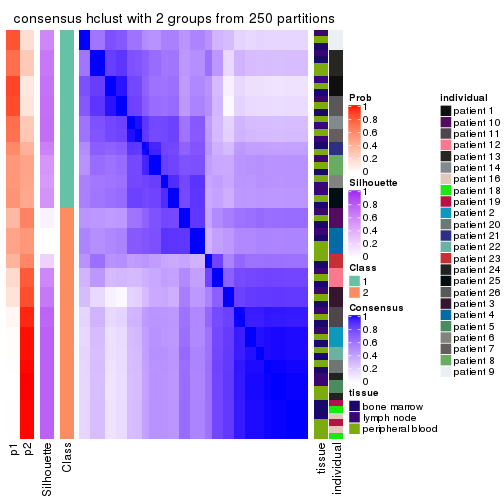 consensus hclust with 2 groups from 250 partitions
Prob
1
0.8
0.6
0.4
0.2
0
Silhouette
1
0.8
0.6
0.4
0.2
0
Class
1
2
Consensus
1
0.8
0.6
0.4
0.2
0
tissue
bone marrow
lymph node
peripheral blood
individual
patient 1
patient 10
patient 11
patient 12
patient 13
patient 14
patient 16
patient 18
patient 19
patient 2
patient 20
patient 21
patient 22
patient 23
patient 24
patient 25
patient 26
patient 3
patient 4
patient 5
patient 6
patient 7
patient 8
patient 9
p1
p2
Silhouette
Class
tissue
individual